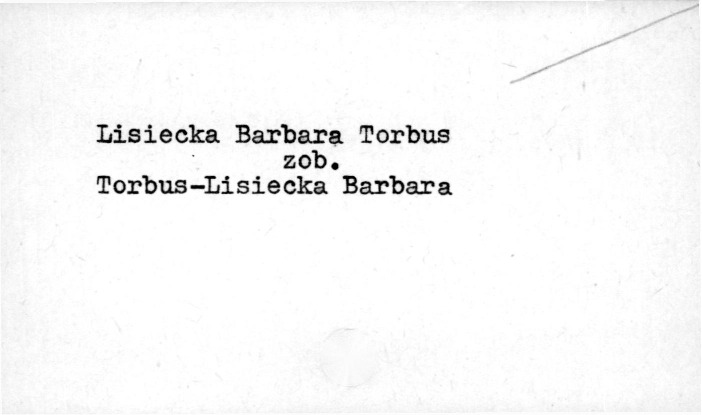 Lisiecka Barbara Torbus
zob.
Torbus-Lisiecka Barbara